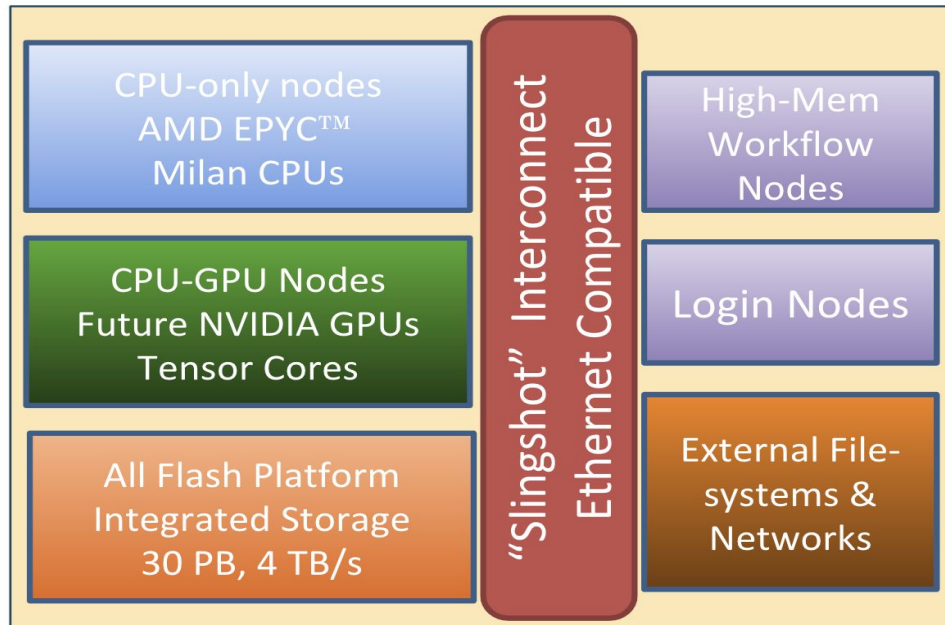 CPU-only nodes
AMD EPYC™
Milan CPUs
CPU-GPU Nodes
Future NVIDIA GPUs
Tensor Cores
All Flash Platform
Integrated Storage
30 PB, 4 TB/s
“Slingshot” Interconnect
Ethernet Compatible
High-Mem
Workflow
Nodes
Login Nodes
External File-
systems &
Networks